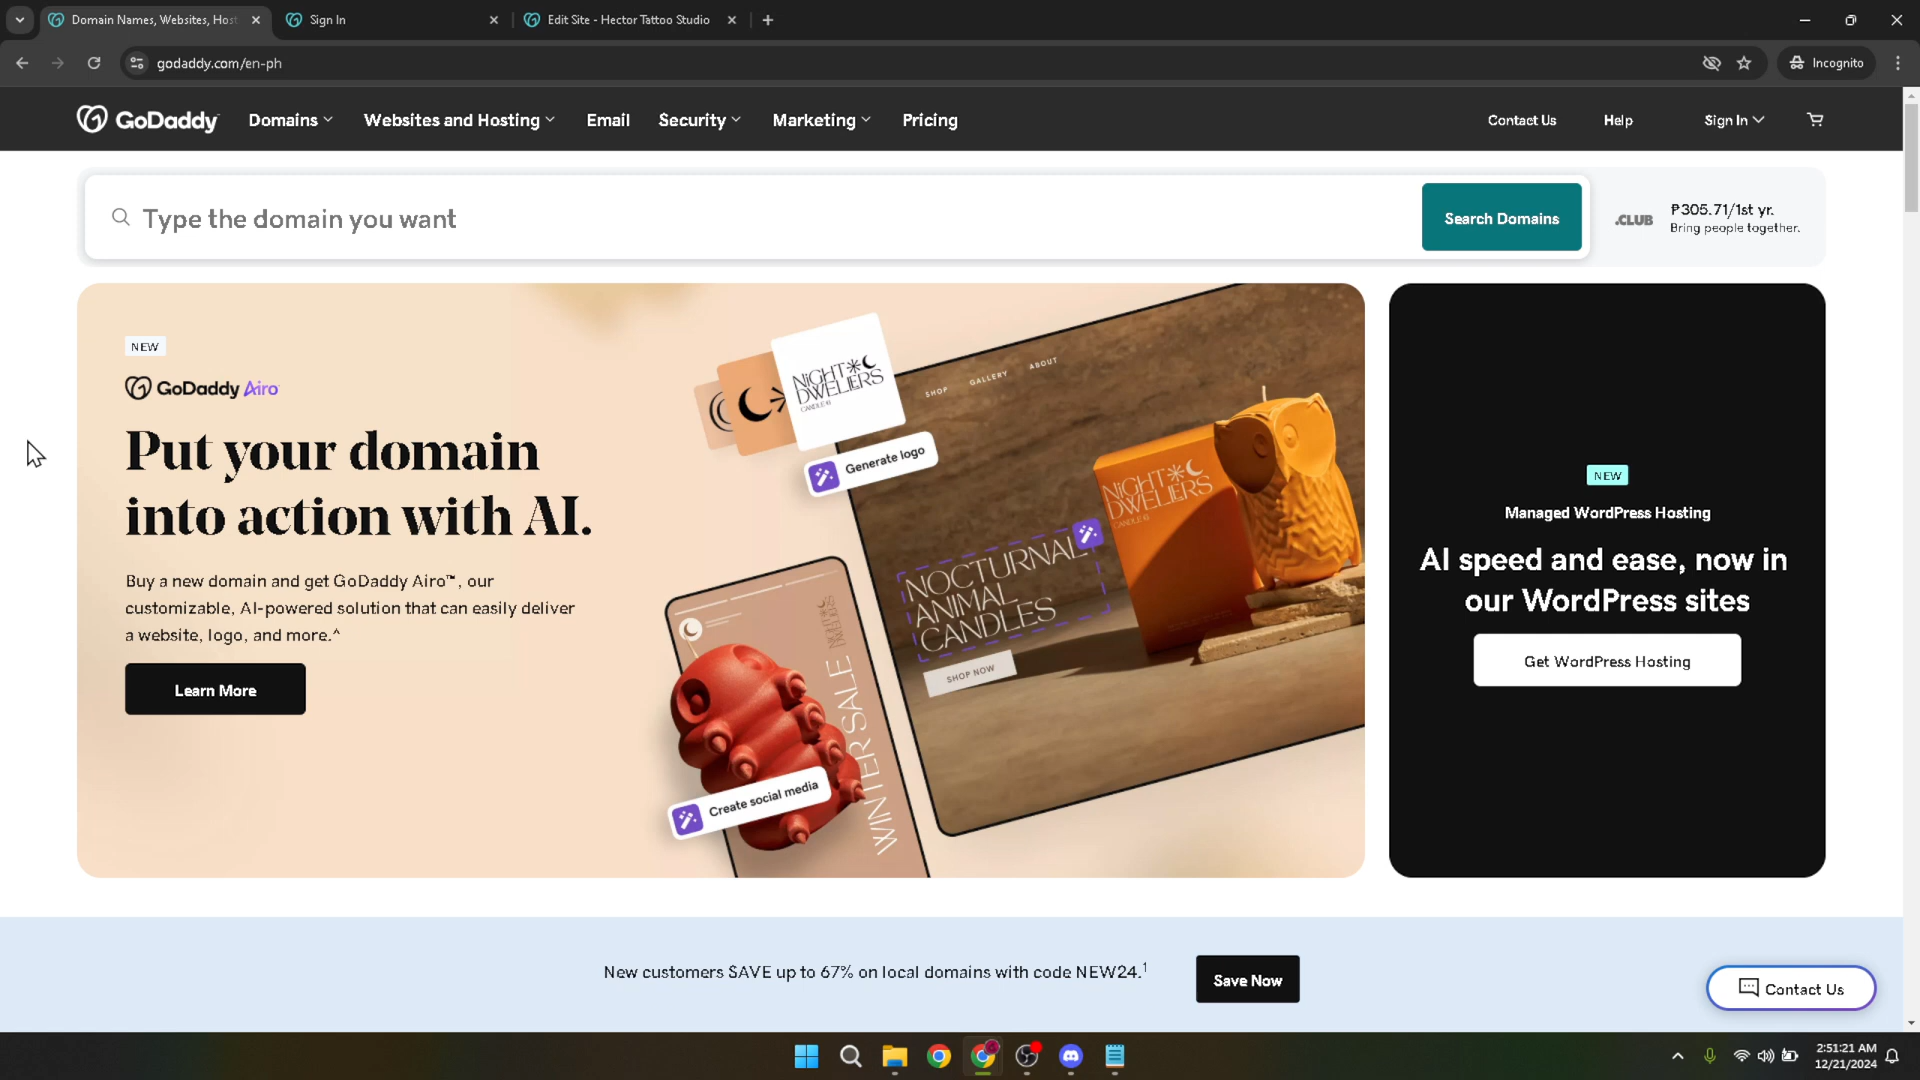 Domain Names, Websites, Host
Sign In
Edit Site - Hector Tattoo Studio
godaddy.com/en-ph
Incognito
GoDaddy
Domains
Websites and Hosting
Email
Security
Marketing
Pricing
Contact Us
Help
Sign In
Type the domain you want
Search Domains
.CLUB
₱305.71/1st yr.
Bring people together.
NEW
GoDaddy Airo
Put your domain
into action with AI.
Buy a new domain and get GoDaddy Airo™, our
customizable, AI-powered solution that can easily deliver
a website, logo, and more.^
Learn More
NIGHT
DWELLERS
CANDLE
Generate logo
SHOP
GALLERY
ABOUT
NIGHT
DWELLERS
CANDLE
NOCTURNAL
ANIMAL
CANDLES
SHOP NOW
WINTER SALE
Create social media
NEW
Managed WordPress Hosting
AI speed and ease, now in
our WordPress sites
Get WordPress Hosting
New customers SAVE up to 67% on local domains with code NEW24.¹
Save Now
Contact Us
2:51:21 AM
12/21/2024